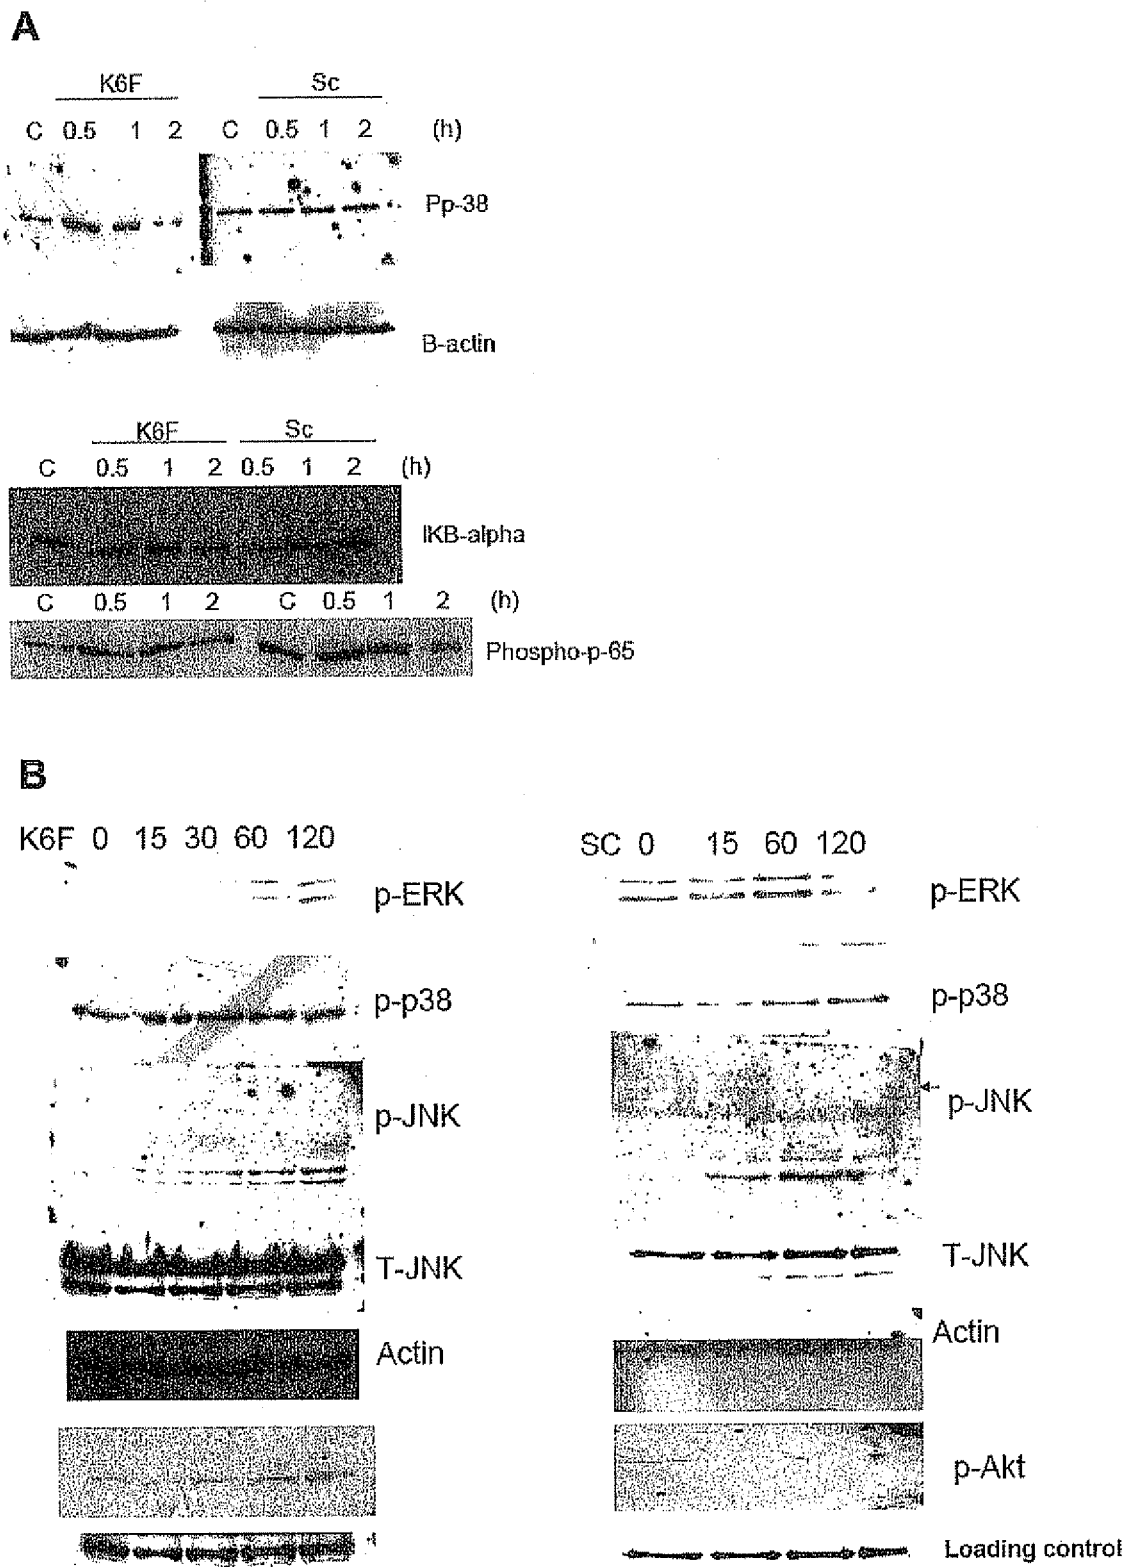 A
K6F Sc
C 0.5 1 2 C 0.5 1 2 (h)
Pp-38
B-actin
K6F Sc
C 0.5 1 2 0.5 1 2 (h)
IKB-alpha
C 0.5 1 2 C 0.5 1 2 (h)
Phospho-p-65
B
K6F 0 15 30 60 120
p-ERK
p-p38
p-JNK
T-JNK
Actin
SC 0 15 60 120
p-ERK
p-p38
p-JNK
T-JNK
Actin
p-Akt
Loading control